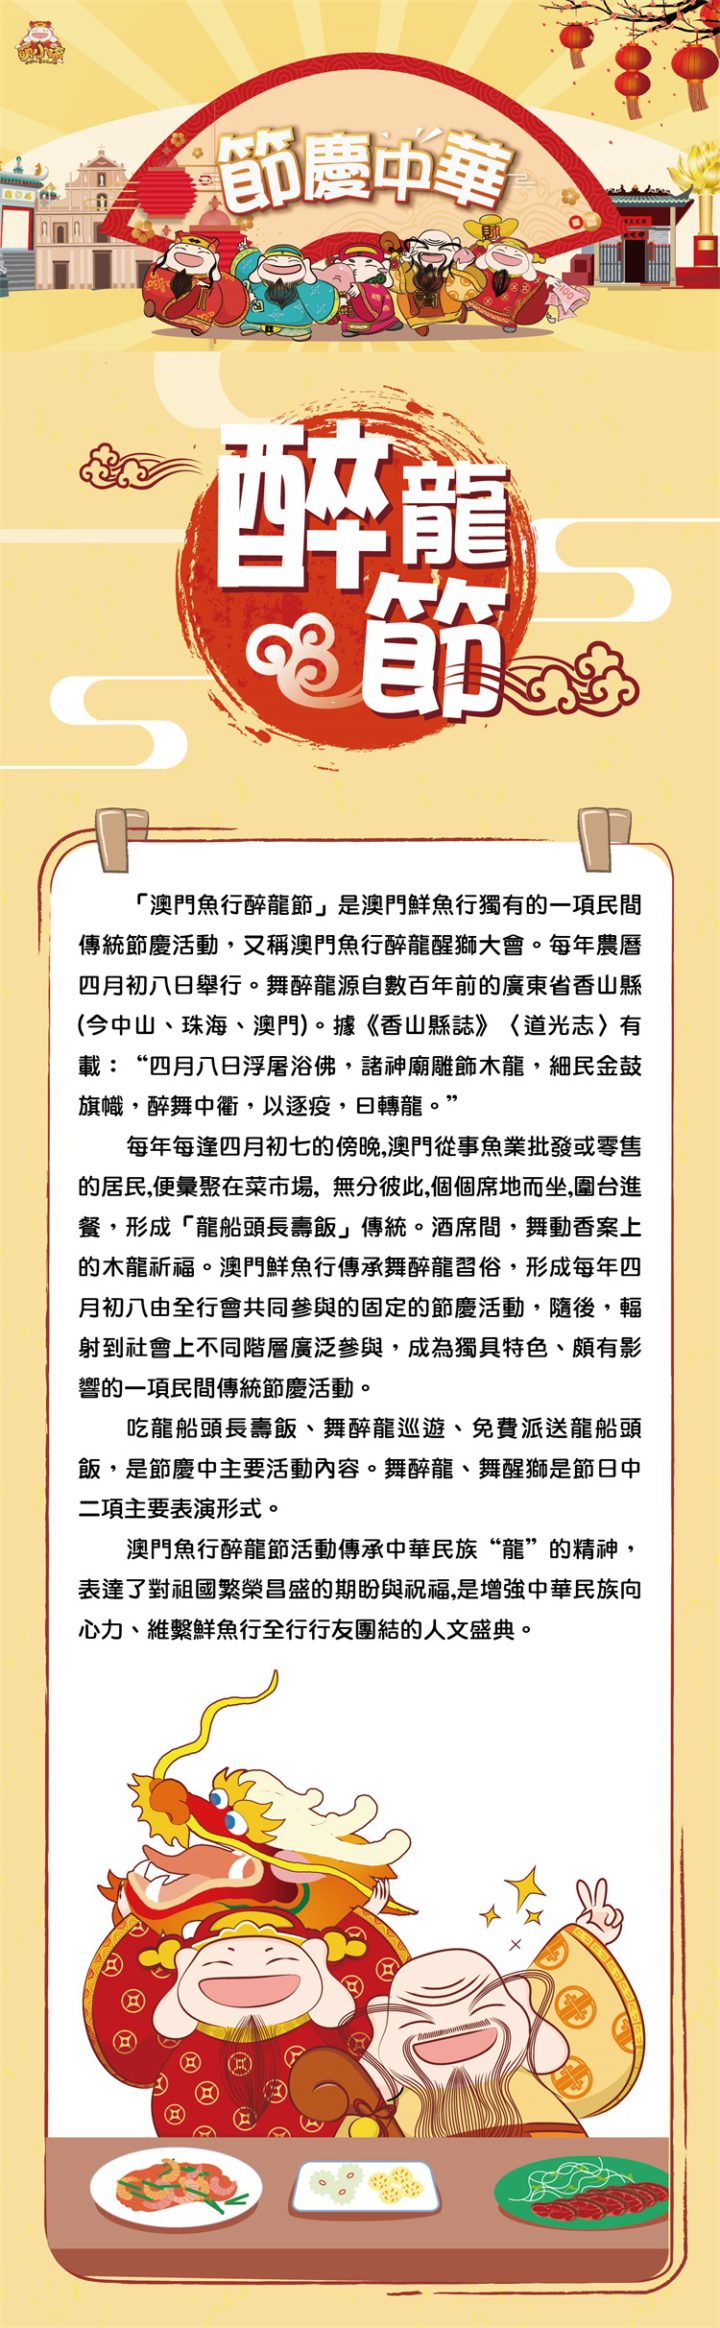 節慶中華
財
100
醉龍節
「澳門魚行醉龍節」是澳門鮮魚行獨有的一項民間
傳統節慶活動，又稱澳門魚行醉龍醒獅大會。每年農曆
四月初八日舉行。舞醉龍源自數百年前的廣東省香山縣
(今中山、珠海、澳門)。據《香山縣誌》〈道光志〉有
載：“四月八日浮屠浴佛，諸神廟雕飾木龍，細民金鼓
旗幟，醉舞中衢，以逐疫，曰轉龍。”
每年每逢四月初七的傍晚,澳門從事魚業批發或零售
的居民,便彙聚在菜市場, 無分彼此,個個席地而坐,圍台進
餐，形成「龍船頭長壽飯」傳統。酒席間，舞動香案上
的木龍祈福。澳門鮮魚行傳承舞醉龍習俗，形成每年四
月初八由全行會共同參與的固定的節慶活動，隨後，輻
射到社會上不同階層廣泛參與，成為獨具特色、頗有影
響的一項民間傳統節慶活動。
吃龍船頭長壽飯、舞醉龍巡遊、免費派送龍船頭
飯，是節慶中主要活動內容。舞醉龍、舞醒獅是節日中
二項主要表演形式。
澳門魚行醉龍節活動傳承中華民族“龍”的精神，
表達了對祖國繁榮昌盛的期盼與祝福,是增強中華民族向
心力、維繫鮮魚行全行行友團結的人文盛典。